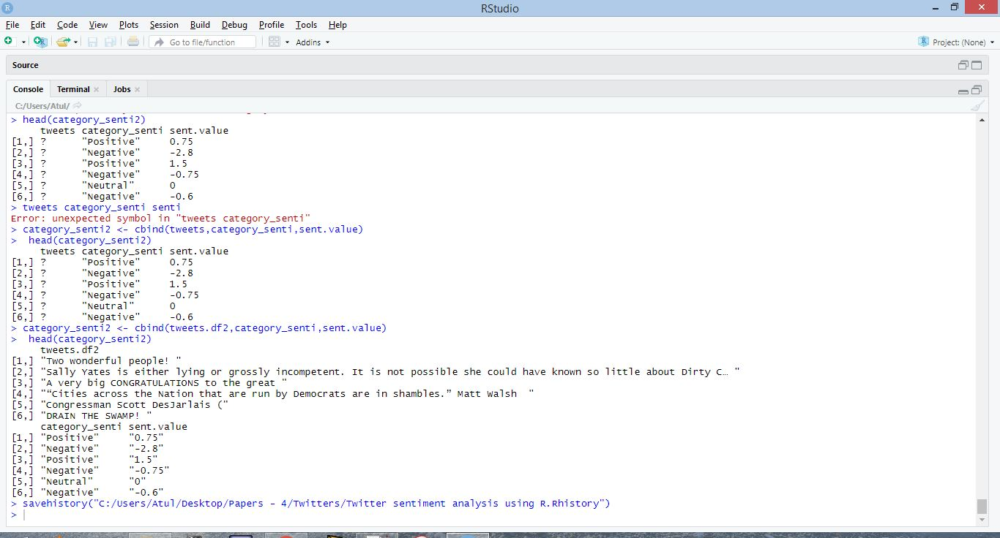 RStudio
File Edit Code View Plots Session Build Debug Profile Tools Help
Go to file/function Addins Project: (None)
Source
Console Terminal Jobs
C:/Users/Atul/
> head(category_senti2)
tweets category_senti sent.value
[1,] ? "Positive" 0.75
[2,] ? "Negative" -2.8
[3,] ? "Positive" 1.5
[4,] ? "Negative" -0.75
[5,] ? "Neutral" 0
[6,] ? "Negative" -0.6
> tweets category_senti senti
Error: unexpected symbol in "tweets category_senti"
> category_senti2 <- cbind(tweets,category_senti,sent.value)
>  head(category_senti2)
tweets category_senti sent.value
[1,] ? "Positive" 0.75
[2,] ? "Negative" -2.8
[3,] ? "Positive" 1.5
[4,] ? "Negative" -0.75
[5,] ? "Neutral" 0
[6,] ? "Negative" -0.6
> category_senti2 <- cbind(tweets.df2,category_senti,sent.value)
>  head(category_senti2)
tweets.df2
[1,] "Two wonderful people! "
[2,] "Sally Yates is either lying or grossly incompetent. It is not possible she could have known so little about Dirty C… "
[3,] "A very big CONGRATULATIONS to the great "
[4,] "“Cities across the Nation that are run by Democrats are in shambles.” Matt Walsh  "
[5,] "Congressman Scott DesJarlais ("
[6,] "DRAIN THE SWAMP! "
category_senti sent.value
[1,] "Positive" "0.75"
[2,] "Negative" "-2.8"
[3,] "Positive" "1.5"
[4,] "Negative" "-0.75"
[5,] "Neutral" "0"
[6,] "Negative" "-0.6"
> savehistory("C:/Users/Atul/Desktop/Papers - 4/Twitters/Twitter sentiment analysis using R.Rhistory")
>